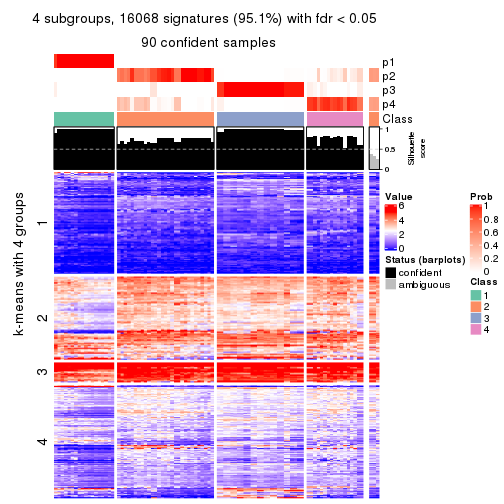 4 subgroups, 16068 signatures (95.1%) with fdr < 0.05
90 confident samples
p1
p2
p3
p4
Class
1
0.5
0
Silhouette
score
k-means with 4 groups
1
2
3
4
Value
6
4
2
0
Status (barplots)
confident
ambiguous
Prob
1
0.8
0.6
0.4
0.2
0
Class
1
2
3
4